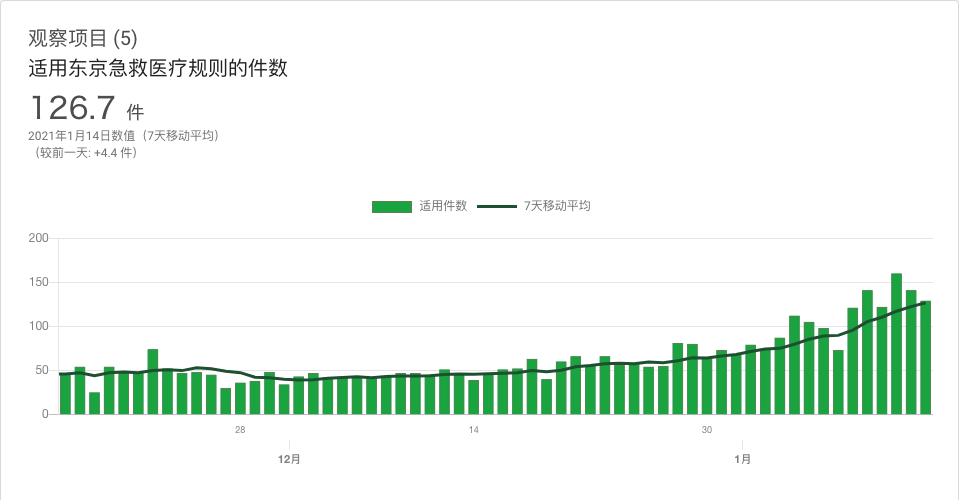 观察项目 (5)
适用东京急救医疗规则的件数
126.7 件
2021年1月14日数值（7天移动平均）
（较前一天: +4.4 件）
适用件数 7天移动平均
200
150
100
50
0
28 14 30
12月 1月